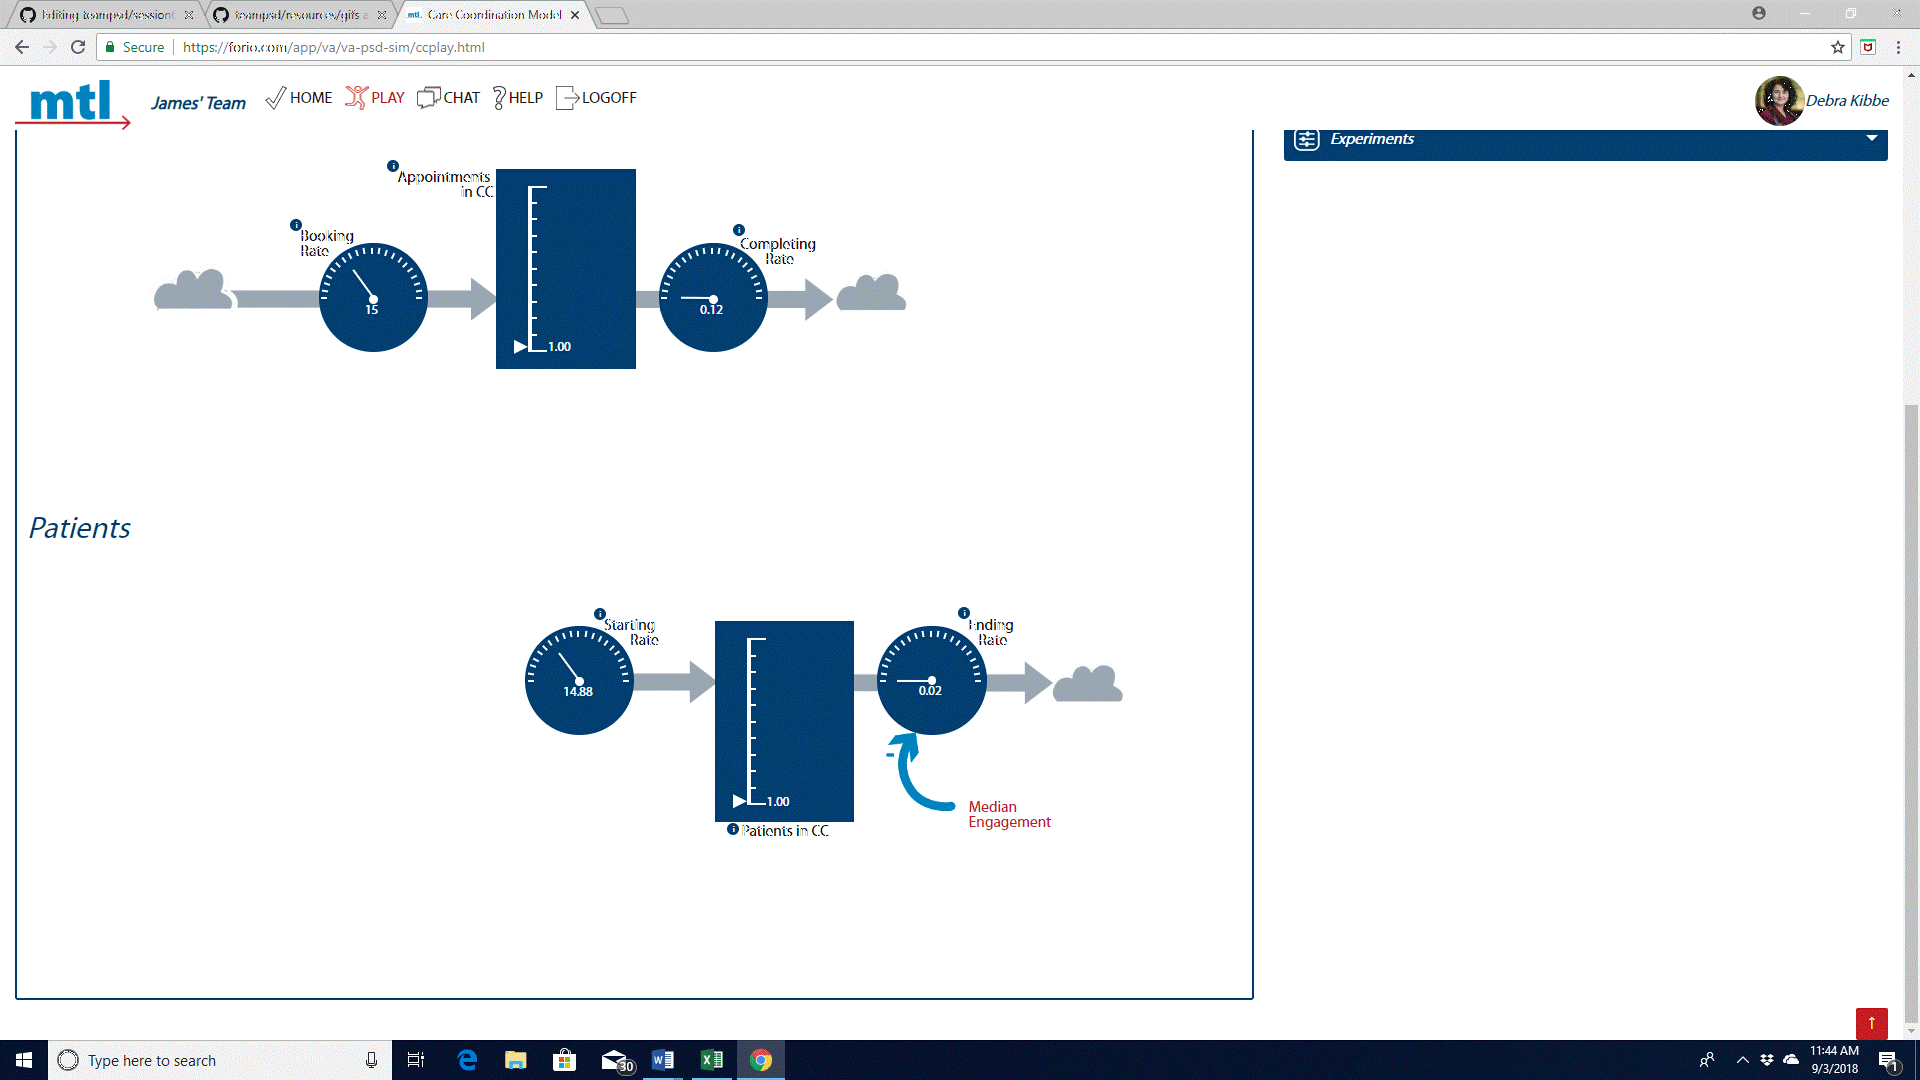 Editing teampsd/session
teampsd/resources/gifs a
Care Coordination Model
Secure
https://forio.com/app/va/va-psd-sim/ccplay.html
mtl
James' Team
HOME
PLAY
CHAT
HELP
LOGOFF
Debra Kibbe
Experiments
Appointments
in CC
Booking
Rate
Completing
Rate
15
0.12
1.00
Patients
Starting
Rate
Ending
Rate
14.88
0.02
1.00
Patients in CC
Median
Engagement
Type here to search
30
11:44 AM
9/3/2018
1